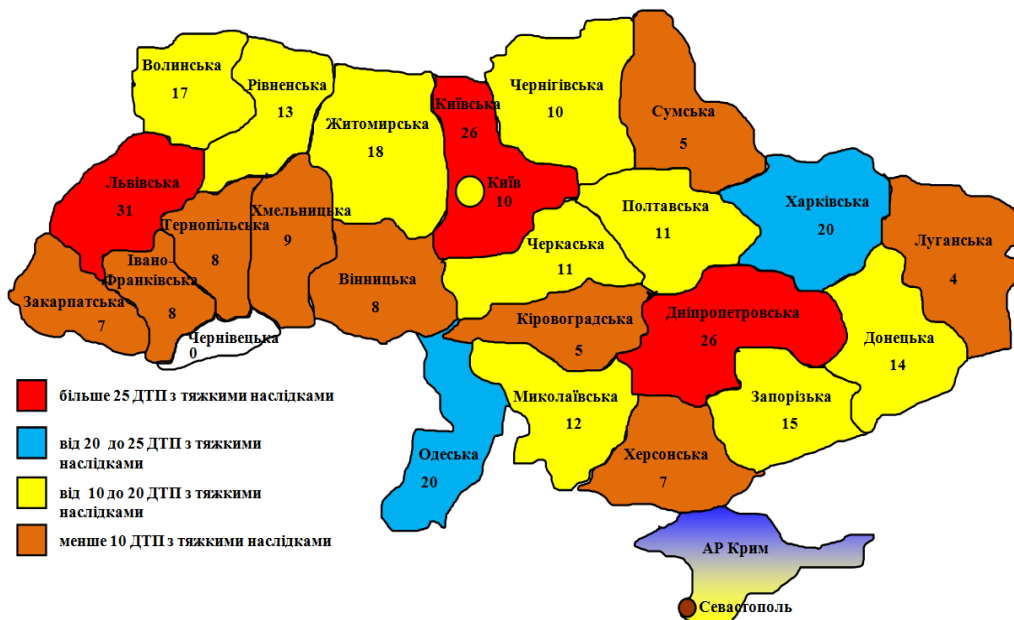 Волинська
17
Рівненська
13
Житомирська
18
Київська
26
Чернігівська
10
Сумська
5
Львівська
31
Тернопільська
8
Хмельницька
9
Київ
10
Полтавська
11
Харківська
20
Луганська
4
Черкаська
11
Вінницька
8
Івано-
Франківська
8
Закарпатська
7
Чернівецька
0
Кіровоградська
5
Дніпропетровська
26
Донецька
14
Миколаївська
12
Запорізька
15
Одеська
20
Херсонська
7
АР Крим
Севастополь
більше 25 ДТП з тяжкими наслідками
від 20 до 25 ДТП з тяжкими
наслідками
від 10 до 20 ДТП з тяжкими
наслідками
менше 10 ДТП з тяжкими наслідками